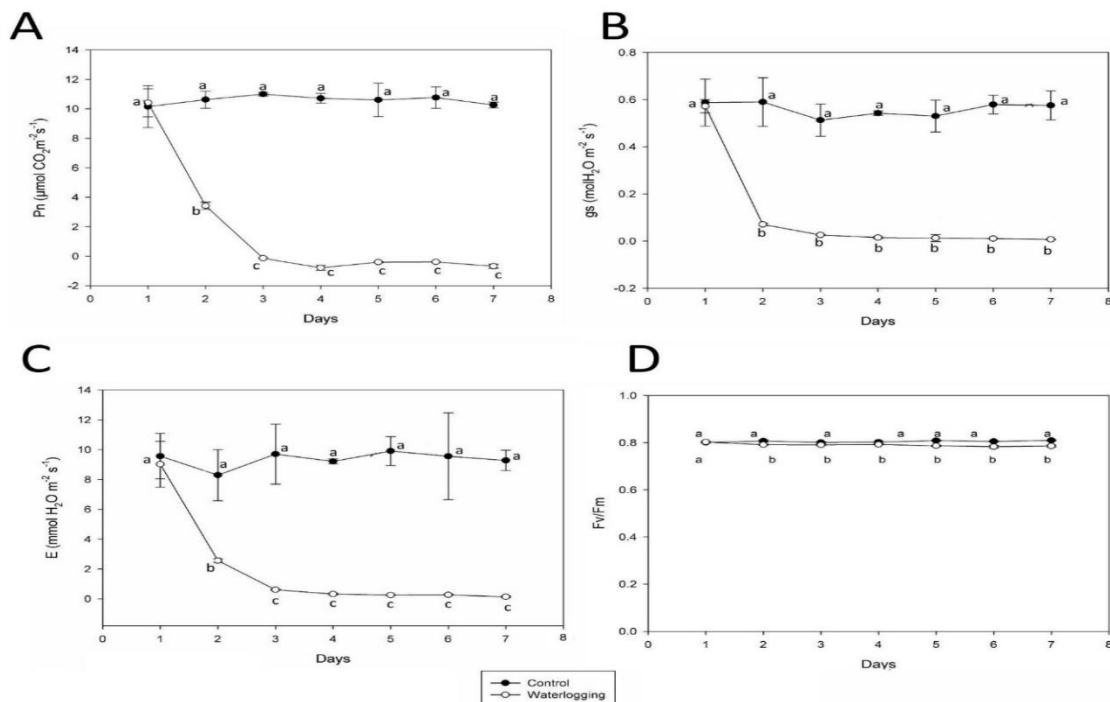 A
Pn (µmol CO₂m⁻²s⁻¹)
14
12
10
8
6
4
2
0
-2
a
a
a
a
a
a
a
b
c
c
c
c
c
0 1 2 3 4 5 6 7 8
Days
B
gs (molH₂O m⁻² s⁻¹)
0.8
0.6
0.4
0.2
0.0
-0.2
a
a
a
a
a
a
a
b
b
b
b
b
b
0 1 2 3 4 5 6 7 8
Days
C
E (mmol H₂O m⁻² s⁻¹)
14
12
10
8
6
4
2
0
a
a
a
a
a
a
a
b
c
c
c
c
c
0 1 2 3 4 5 6 7 8
Days
D
Fv/Fm
1.0
0.8
0.6
0.4
0.2
0.0
a a a a a a a
a b b b b b b
0 1 2 3 4 5 6 7 8
Days
Control
Waterlogging